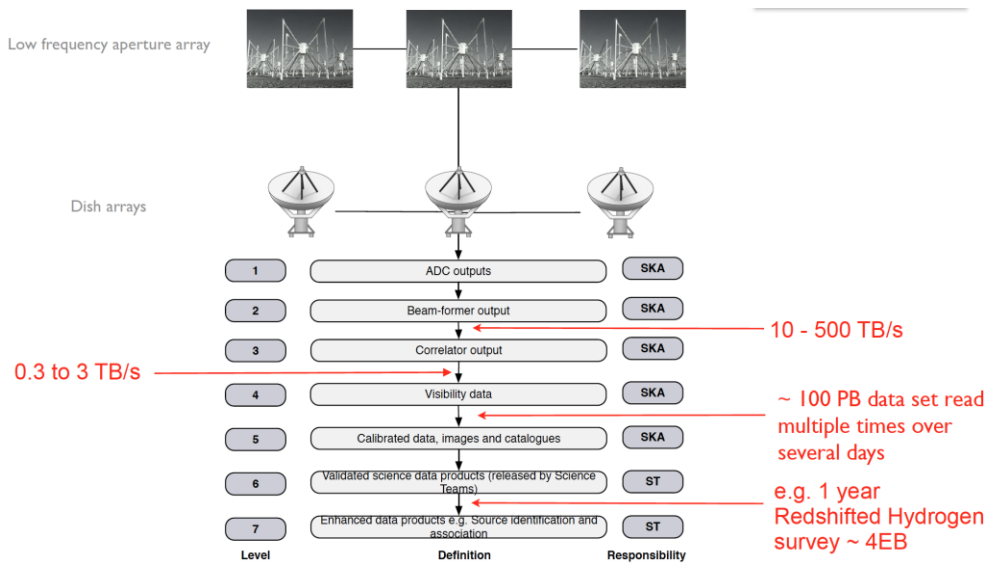 Low frequency aperture array
Dish arrays
1 ADC outputs SKA
2 Beam-former output SKA
10 - 500 TB/s
3 Correlator output SKA
0.3 to 3 TB/s
4 Visibility data SKA
~ 100 PB data set read
multiple times over
several days
5 Calibrated data, images and catalogues SKA
Validated science data products (released by Science
6 Teams) ST
e.g. 1 year
Redshifted Hydrogen
survey ~ 4EB
Enhanced data products e.g. Source identification and
7 association ST
Level Definition Responsibility